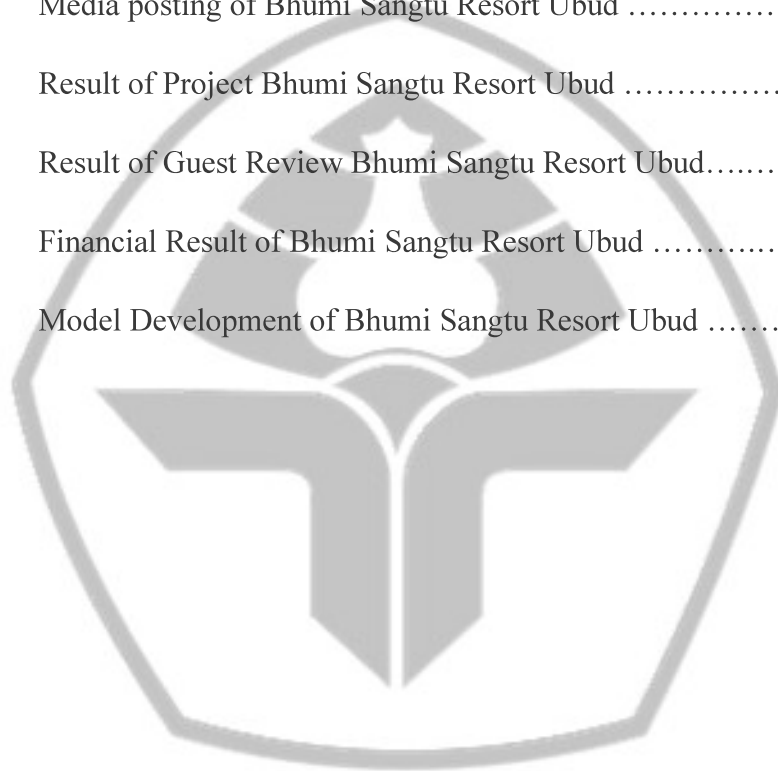 Media posting of Bhumi Sangtu Resort Ubud ……………
Result of Project Bhumi Sangtu Resort Ubud ……………
Result of Guest Review Bhumi Sangtu Resort Ubud…..…
Financial Result of Bhumi Sangtu Resort Ubud ………..…
Model Development of Bhumi Sangtu Resort Ubud ……..